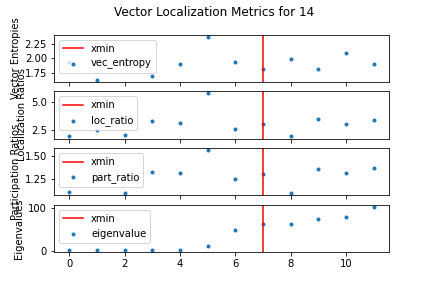 Vector Localization Metrics for 14
Vector Entropies
2.25
2.00
1.75
xmin
vec_entropy
Localization Ratios
5.0
2.5
xmin
loc_ratio
Participation Ratios
1.50
1.25
xmin
part_ratio
Eigenvalues
100
0
xmin
eigenvalue
0 2 4 6 8 10